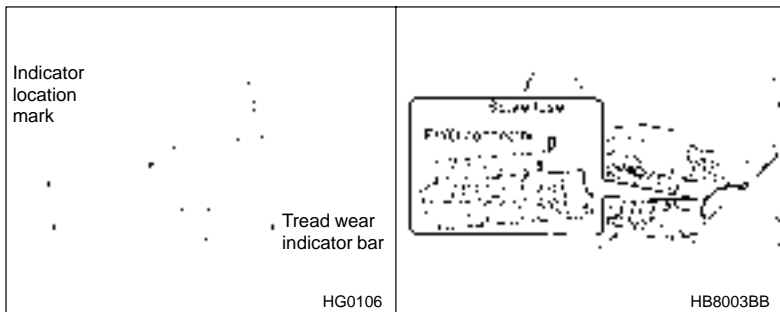 Indicator
location
mark
Tread wear
indicator bar
HG0106
HB8003BB